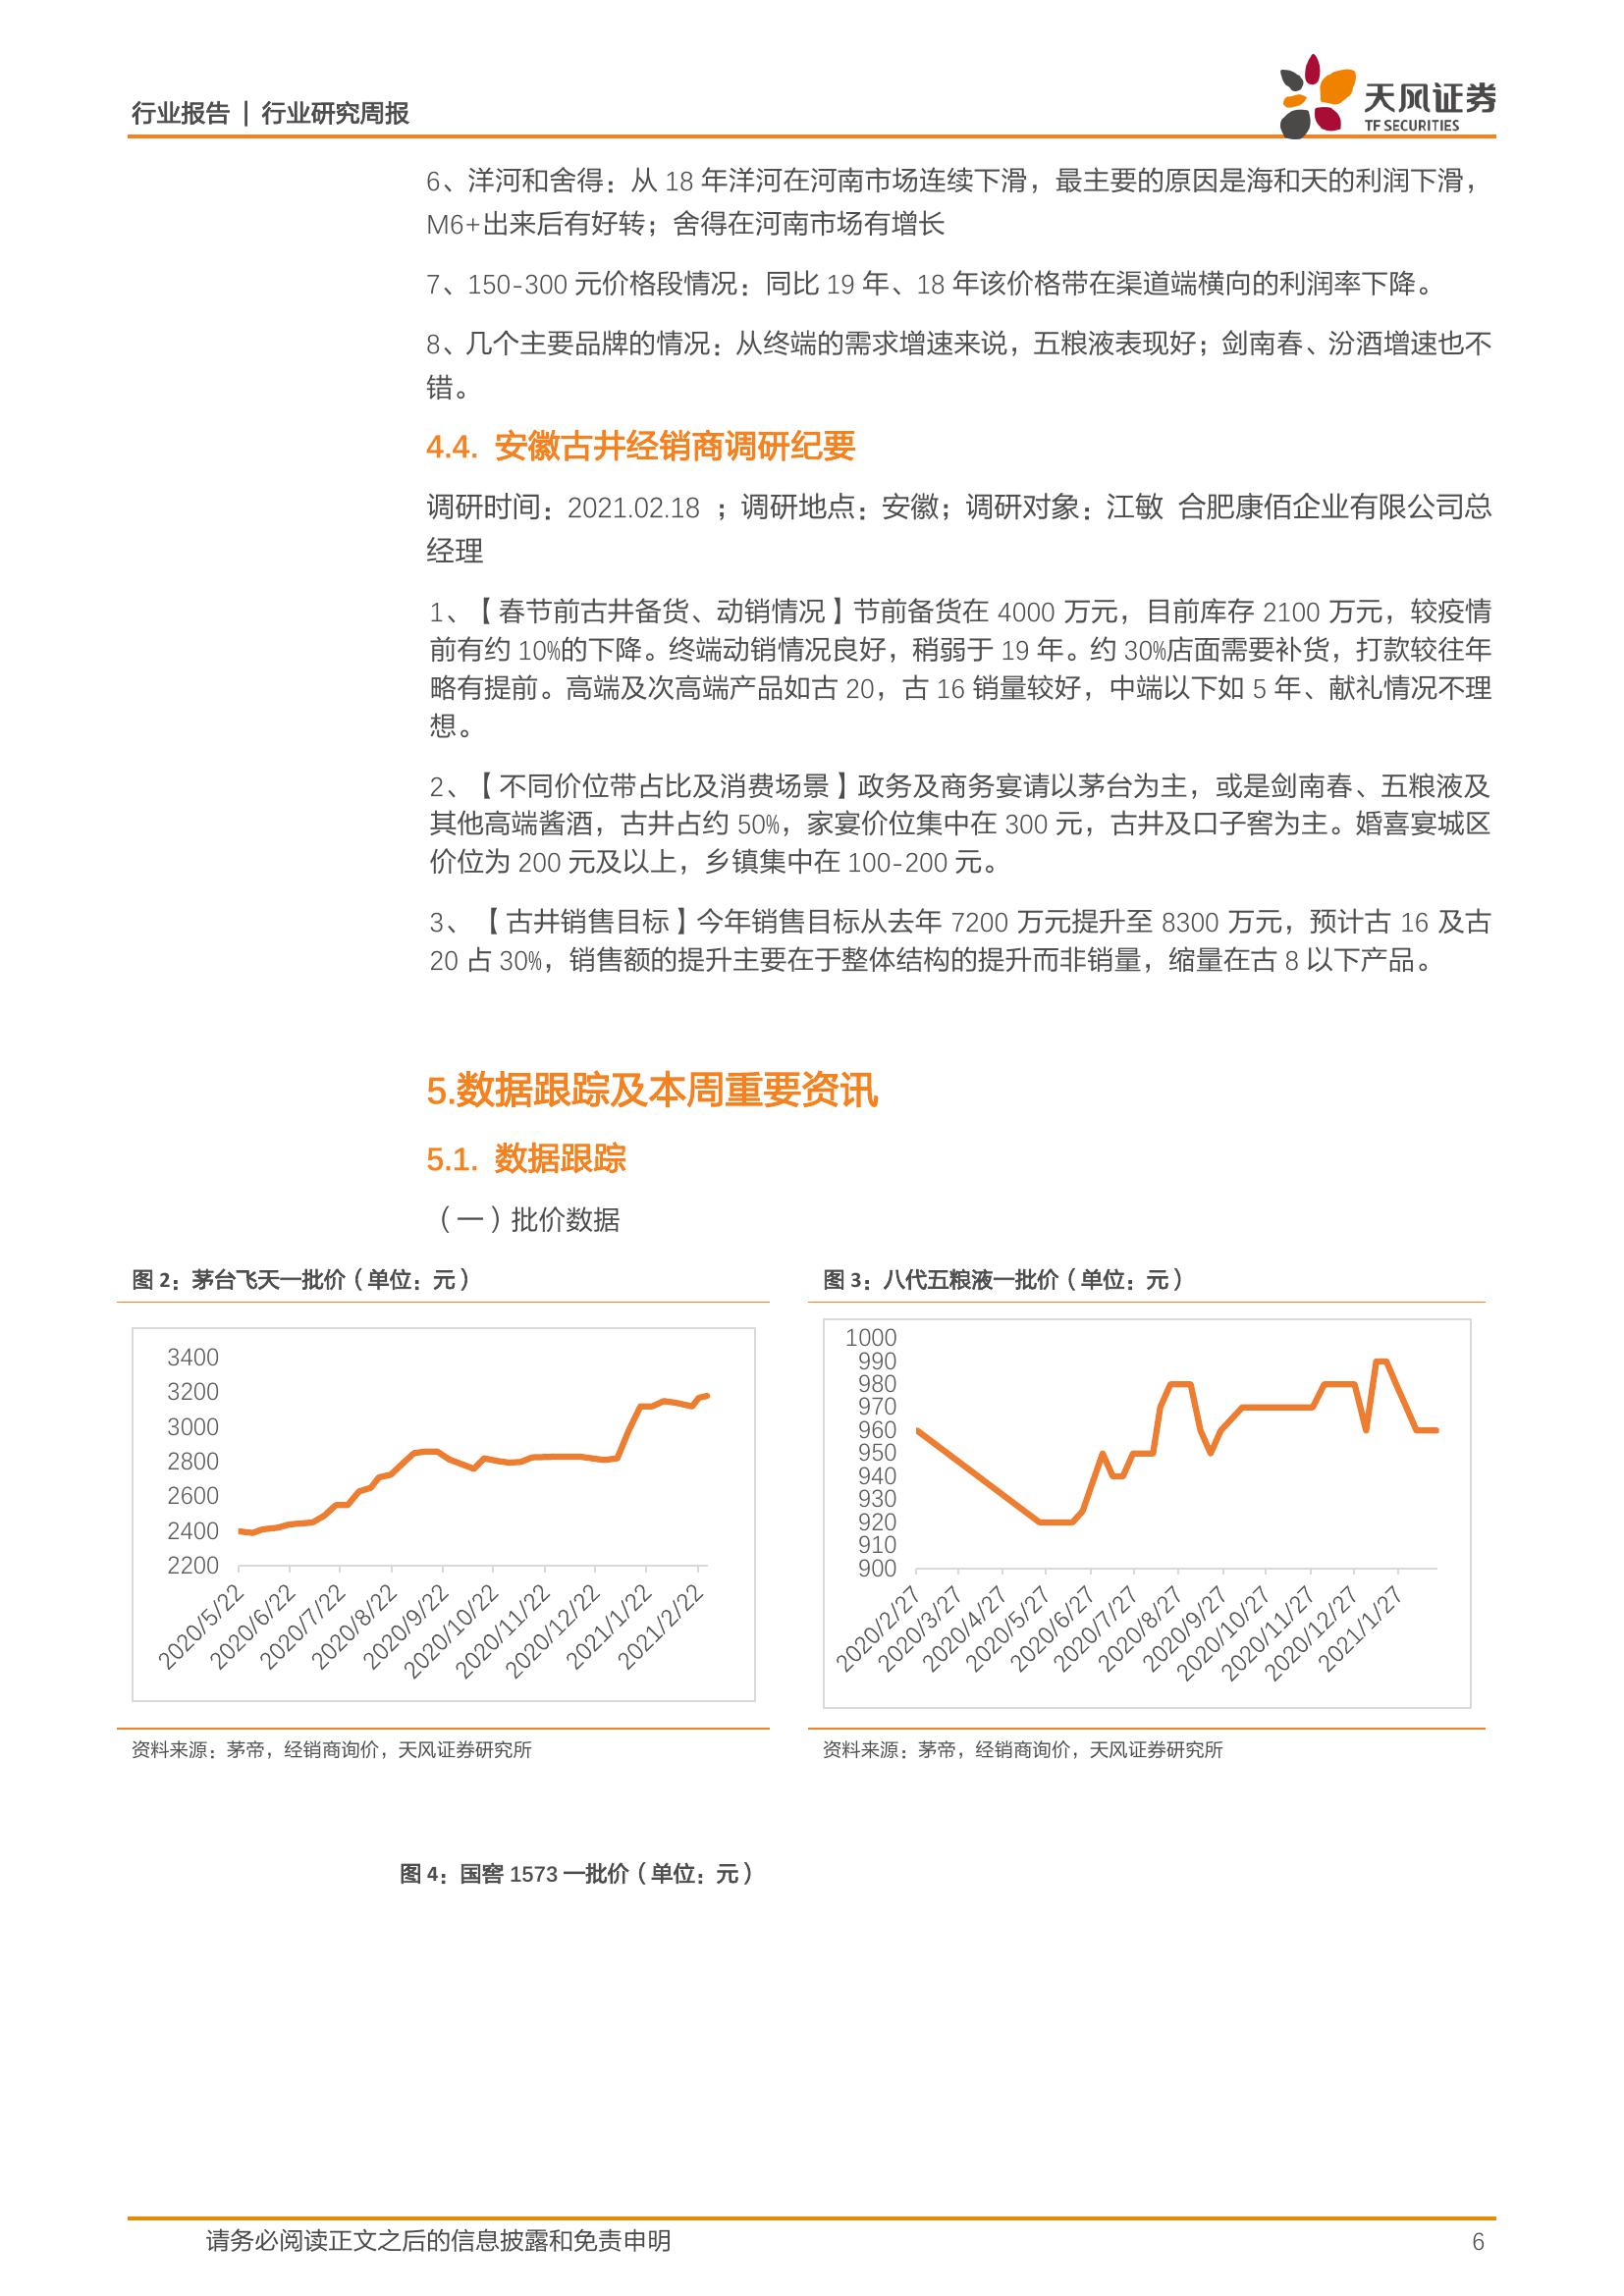 行业报告 | 行业研究周报
天风证券
TF SECURITIES
6、洋河和舍得：从 18 年洋河在河南市场连续下滑，最主要的原因是海和天的利润下滑，
M6+出来后有好转；舍得在河南市场有增长
7、150-300 元价格段情况：同比 19 年、18 年该价格带在渠道端横向的利润率下降。
8、几个主要品牌的情况：从终端的需求增速来说，五粮液表现好；剑南春、汾酒增速也不
错。
4.4. 安徽古井经销商调研纪要
调研时间：2021.02.18 ；调研地点：安徽；调研对象：江敏 合肥康佰企业有限公司总
经理
1、【春节前古井备货、动销情况】节前备货在 4000 万元，目前库存 2100 万元，较疫情
前有约 10%的下降。终端动销情况良好，稍弱于 19 年。约 30%店面需要补货，打款较往年
略有提前。高端及次高端产品如古 20，古 16 销量较好，中端以下如 5 年、献礼情况不理
想。
2、【不同价位带占比及消费场景】政务及商务宴请以茅台为主，或是剑南春、五粮液及
其他高端酱酒，古井占约 50%，家宴价位集中在 300 元，古井及口子窖为主。婚喜宴城区
价位为 200 元及以上，乡镇集中在 100-200 元。
3、【古井销售目标】今年销售目标从去年 7200 万元提升至 8300 万元，预计古 16 及古
20 占 30%，销售额的提升主要在于整体结构的提升而非销量，缩量在古 8 以下产品。
5.数据跟踪及本周重要资讯
5.1. 数据跟踪
（一）批价数据
图 2：茅台飞天一批价（单位：元）
3400
3200
3000
2800
2600
2400
2200
2020/5/22
2020/6/22
2020/7/22
2020/8/22
2020/9/22
2020/10/22
2020/11/22
2020/12/22
2021/1/22
2021/2/22
资料来源：茅帝，经销商询价，天风证券研究所
图 3：八代五粮液一批价（单位：元）
1000
990
980
970
960
950
940
930
920
910
900
2020/2/27
2020/3/27
2020/4/27
2020/5/27
2020/6/27
2020/7/27
2020/8/27
2020/9/27
2020/10/27
2020/11/27
2020/12/27
2021/1/27
资料来源：茅帝，经销商询价，天风证券研究所
图 4：国窖 1573 一批价（单位：元）
请务必阅读正文之后的信息披露和免责申明
6